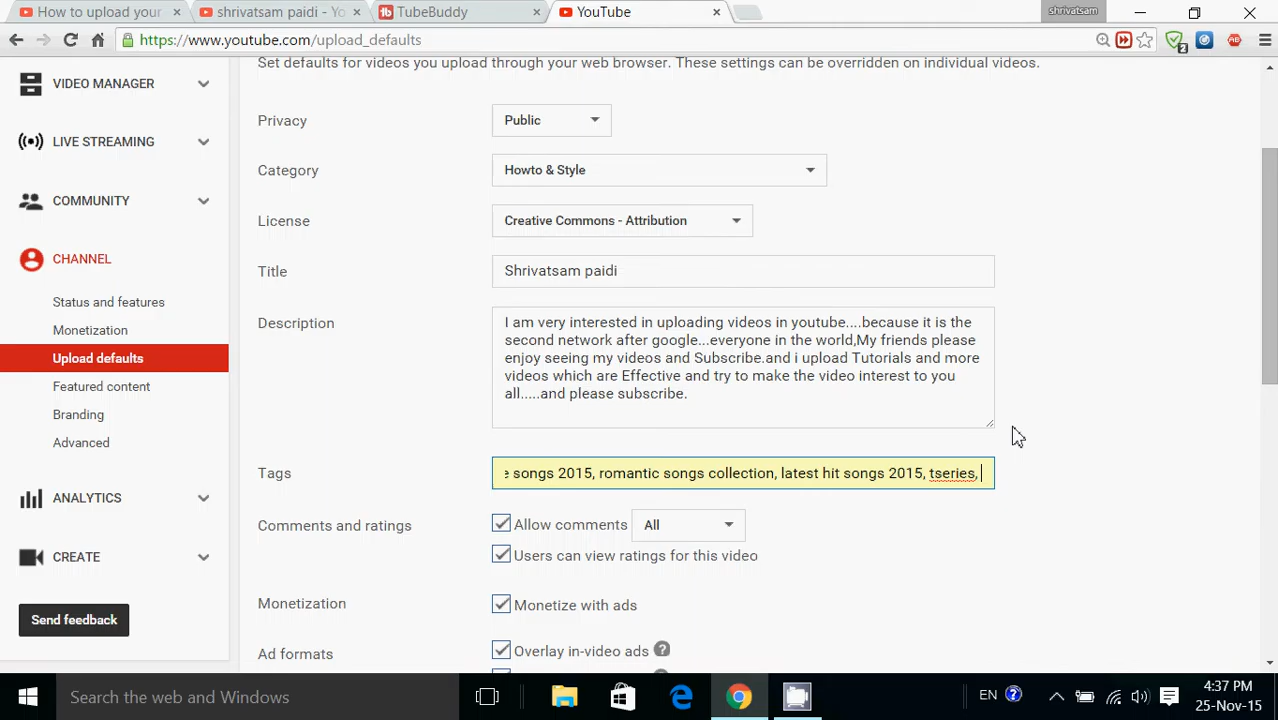 How to upload your
shrivatsam paidi - Yo
TubeBuddy
YouTube
shrivatsam
https://www.youtube.com/upload_defaults
Set defaults for videos you upload through your web browser. These settings can be overridden on individual videos.
VIDEO MANAGER
LIVE STREAMING
COMMUNITY
CHANNEL
Status and features
Monetization
Upload defaults
Featured content
Branding
Advanced
ANALYTICS
CREATE
Send feedback
Privacy
Public
Category
Howto & Style
License
Creative Commons - Attribution
Title
Shrivatsam paidi
Description
I am very interested in uploading videos in youtube....because it is the
second network after google...everyone in the world,My friends please
enjoy seeing my videos and Subscribe.and i upload Tutorials and more
videos which are Effective and try to make the video interest to you
all.....and please subscribe.
Tags
e songs 2015, romantic songs collection, latest hit songs 2015, tseries,
Comments and ratings
Allow comments
All
Users can view ratings for this video
Monetization
Monetize with ads
Ad formats
Overlay in-video ads
Search the web and Windows
EN
4:37 PM
25-Nov-15